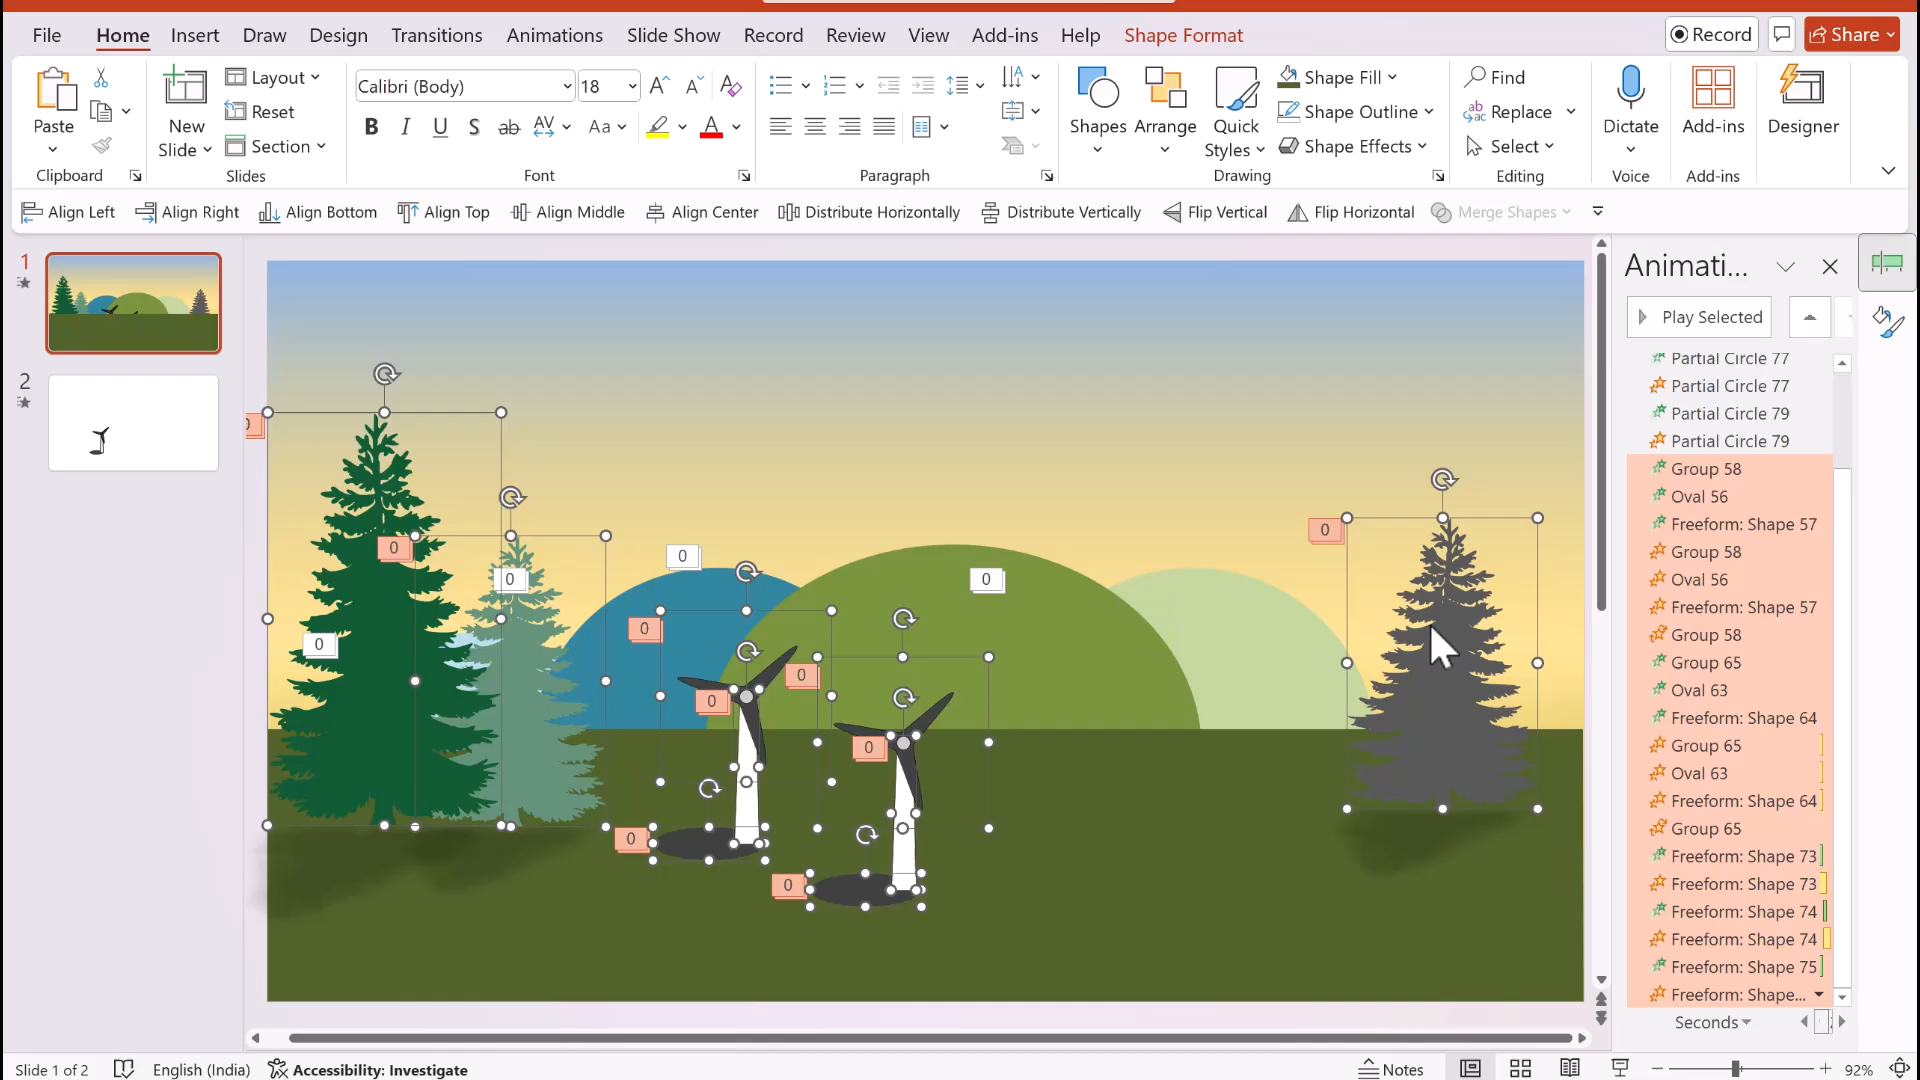 File Home Insert Draw Design Transitions Animations Slide Show Record Review View Add-ins Help Shape Format Record Share
Paste
New Slide
Layout
Reset
Section
Calibri (Body) 18
B I U S ab AV Aa A
Shapes
Arrange
Quick Styles
Shape Fill
Shape Outline
Shape Effects
Find
Replace
Select
Dictate
Add-ins
Designer
Clipboard Slides Font Paragraph Drawing Editing Voice Add-ins
Align Left Align Right Align Bottom Align Top Align Middle Align Center Distribute Horizontally Distribute Vertically Flip Vertical Flip Horizontal Merge Shapes
1
2
0
0
0
0
0
0
0
0
0
0
0
0
0
0
Animati...
Play Selected
Partial Circle 77
Partial Circle 77
Partial Circle 79
Partial Circle 79
Group 58
Oval 56
Freeform: Shape 57
Group 58
Oval 56
Freeform: Shape 57
Group 58
Group 65
Oval 63
Freeform: Shape 64
Group 65
Oval 63
Freeform: Shape 64
Group 65
Freeform: Shape 73
Freeform: Shape 73
Freeform: Shape 74
Freeform: Shape 74
Freeform: Shape 75
Freeform: Shape...
Seconds
Slide 1 of 2 English (India) Accessibility: Investigate Notes 92%